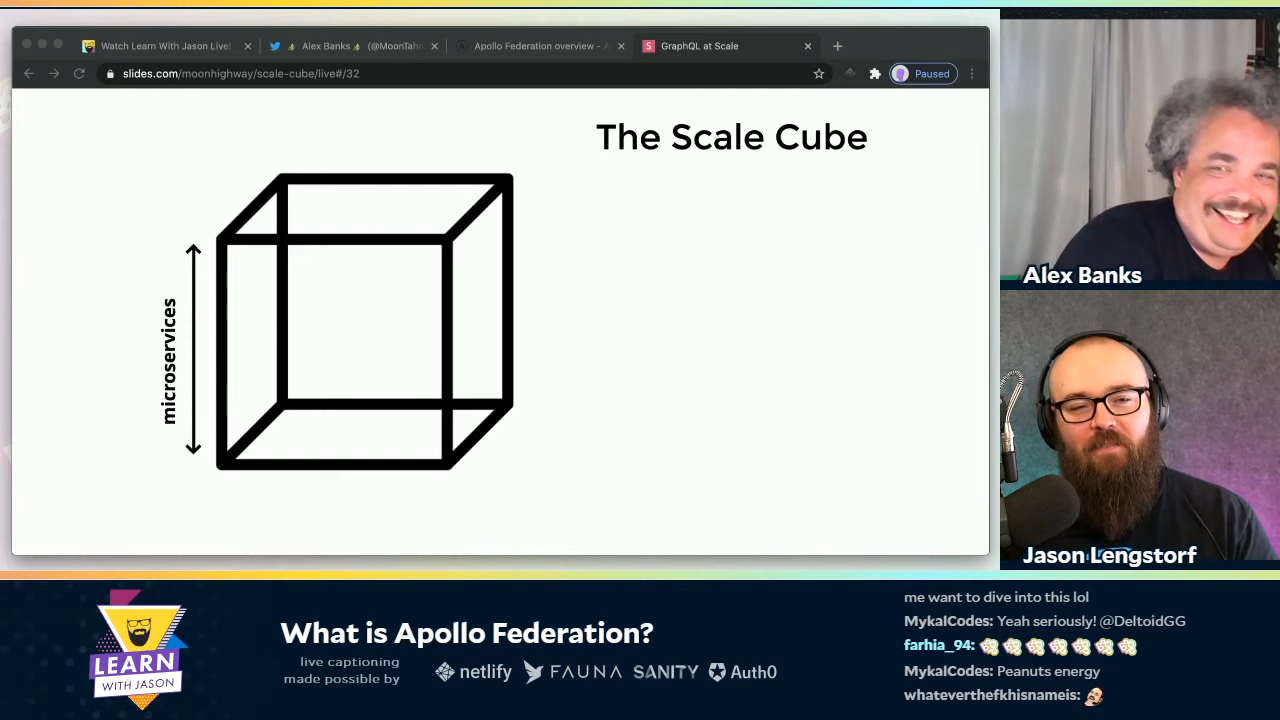 Watch Learn With Jason Live!
Alex Banks (@MoonTaho
Apollo Federation overview - A
S GraphQL at Scale
slides.com/moonhighway/scale-cube/live#/32
Paused
The Scale Cube
microservices
Alex Banks
Jason Lengstorf
LEARN
WITH JASON
What is Apollo Federation?
live captioning
made possible by
netlify
FAUNA
SANITY
Auth0
me want to dive into this lol
MykalCodes: Yeah seriously! @DeltoidGG
farhia_94:
MykalCodes: Peanuts energy
whateverthefkhisnameis: